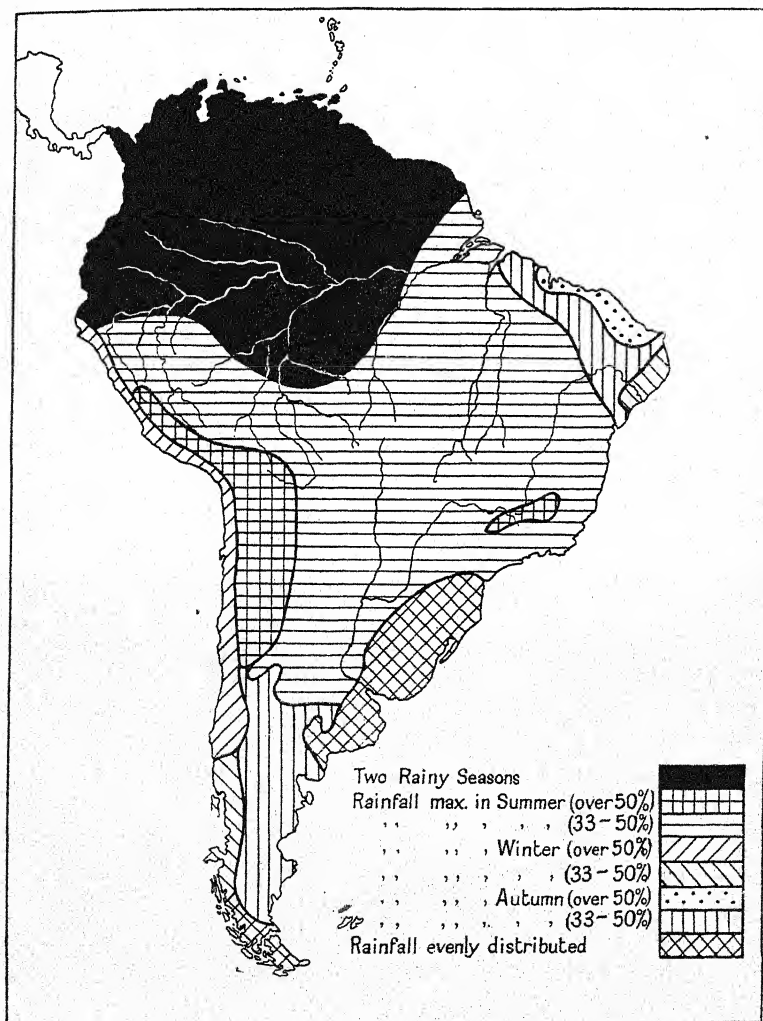 Two Rainy Seasons
Rainfall max. in Summer (over 50%)
,, ,, , , , (33-50%)
,, ,, , Winter (over 50%)
,, ,, , , , (33-50%)
,, ,, , Autumn (over 50%)
,, ,, , , , (33-50%)
Rainfall evenly distributed